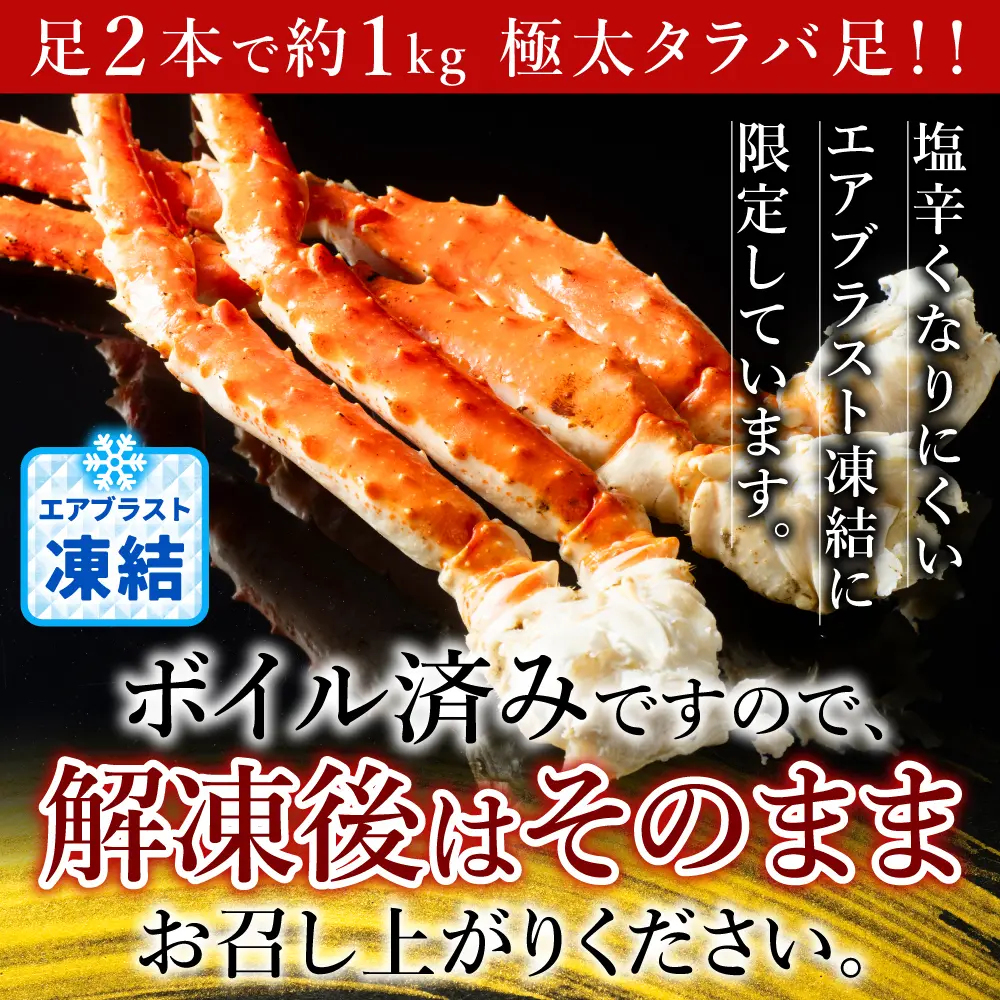 足2本で約1kg 極太タラバ足!!
塩辛くなりにくい
エアブラスト凍結に
限定しています。
エアブラスト
凍結
ボイル済みですので、
解凍後はそのまま
お召し上がりください。